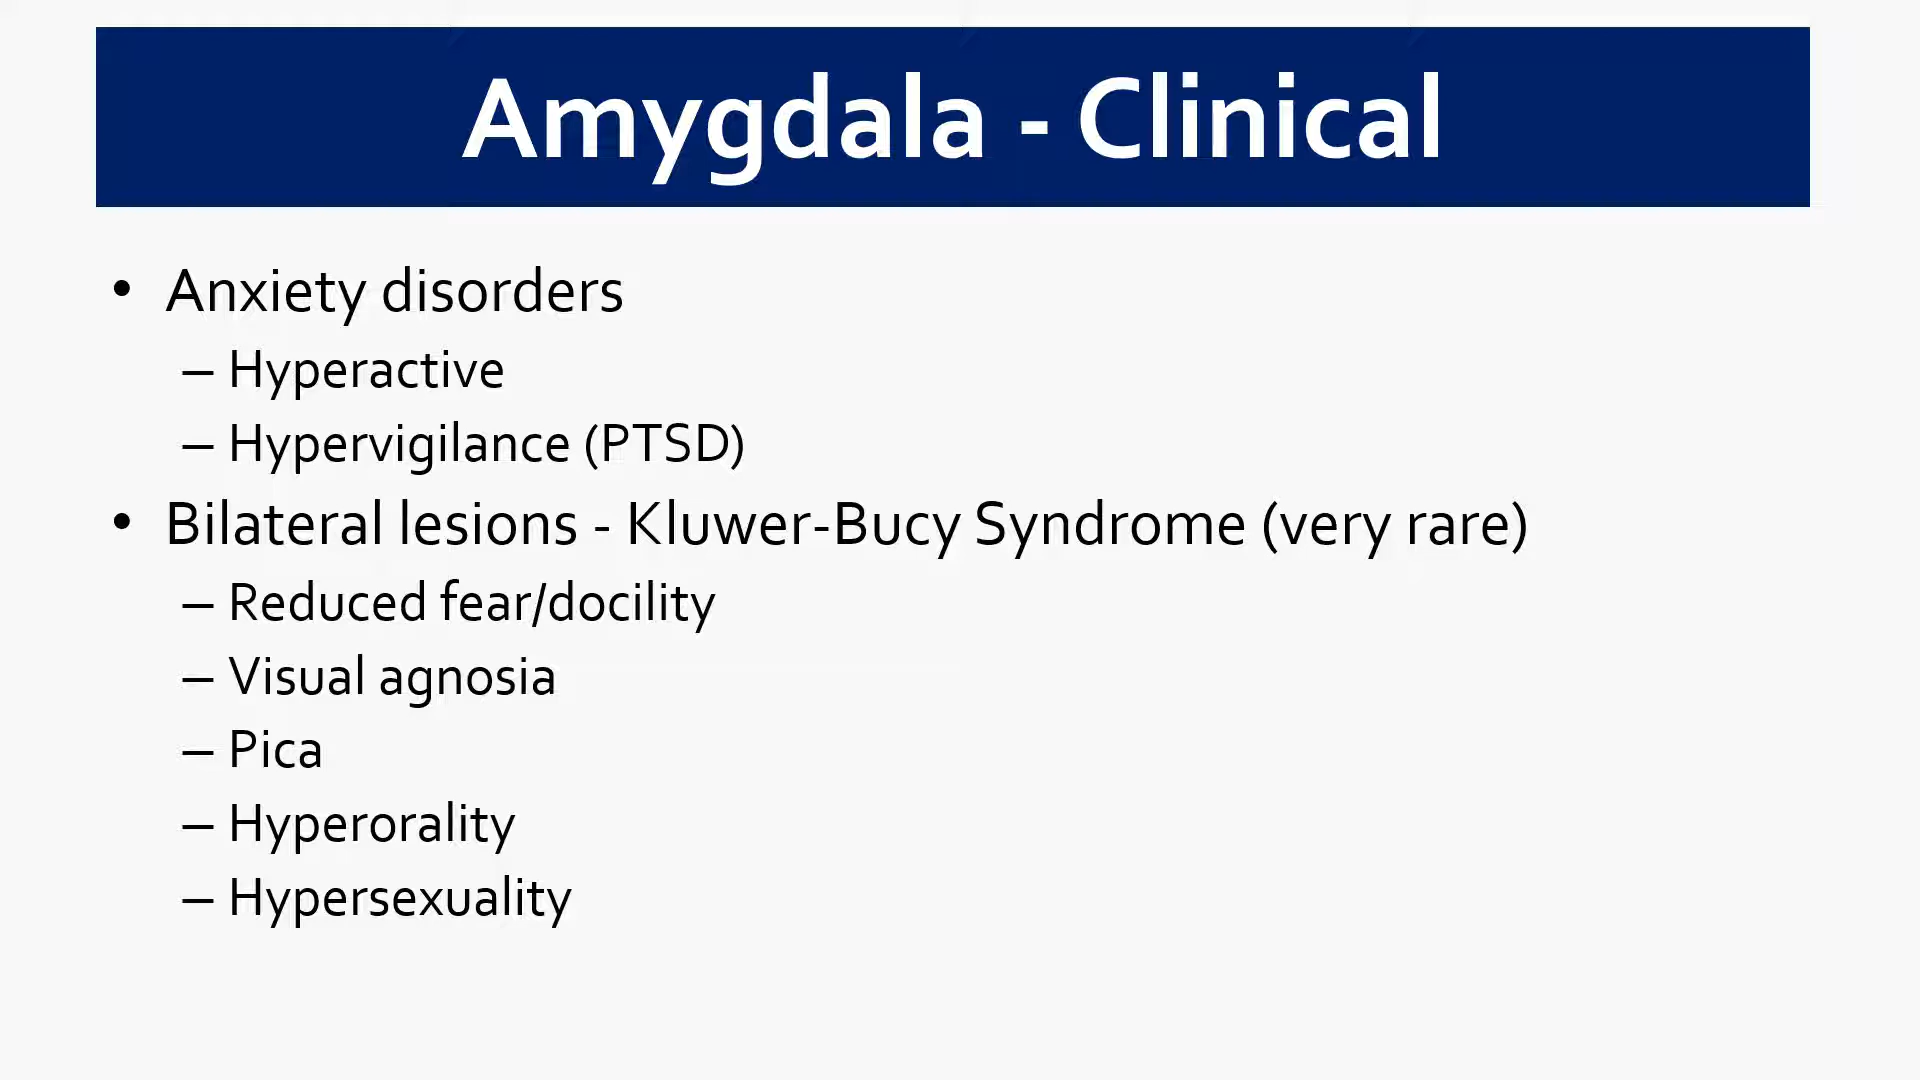 Amygdala - Clinical
• Anxiety disorders
– Hyperactive
– Hypervigilance (PTSD)
• Bilateral lesions - Kluwer-Bucy Syndrome (very rare)
– Reduced fear/docility
– Visual agnosia
– Pica
– Hyperorality
– Hypersexuality